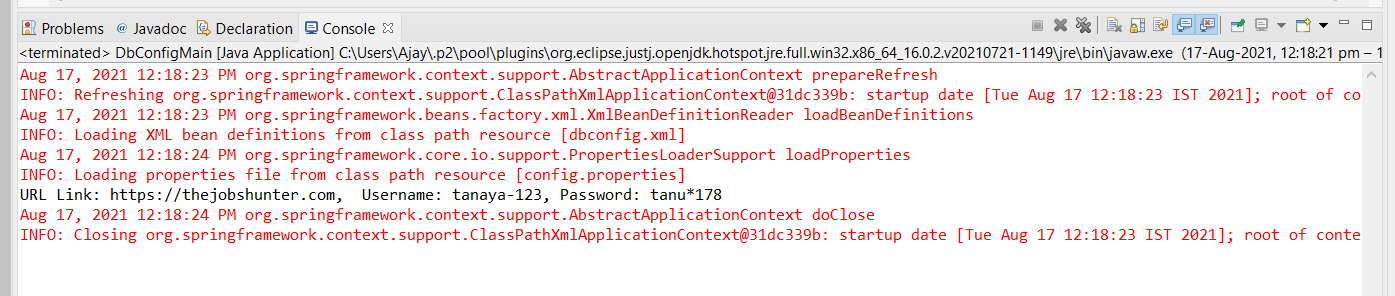 Problems @ Javadoc Declaration Console
<terminated> DbConfigMain [Java Application] C:\Users\Ajay\.p2\pool\plugins\org.eclipse.justj.openjdk.hotspot.jre.full.win32.x86_64_16.0.2.v20210721-1149\jre\bin\javaw.exe (17-Aug-2021, 12:18:21 pm – 1
Aug 17, 2021 12:18:23 PM org.springframework.context.support.AbstractApplicationContext prepareRefresh
INFO: Refreshing org.springframework.context.support.ClassPathXmlApplicationContext@31dc339b: startup date [Tue Aug 17 12:18:23 IST 2021]; root of co
Aug 17, 2021 12:18:23 PM org.springframework.beans.factory.xml.XmlBeanDefinitionReader loadBeanDefinitions
INFO: Loading XML bean definitions from class path resource [dbconfig.xml]
Aug 17, 2021 12:18:24 PM org.springframework.core.io.support.PropertiesLoaderSupport loadProperties
INFO: Loading properties file from class path resource [config.properties]
URL Link: https://thejobshunter.com,  Username: tanaya-123, Password: tanu*178
Aug 17, 2021 12:18:24 PM org.springframework.context.support.AbstractApplicationContext doClose
INFO: Closing org.springframework.context.support.ClassPathXmlApplicationContext@31dc339b: startup date [Tue Aug 17 12:18:23 IST 2021]; root of conte